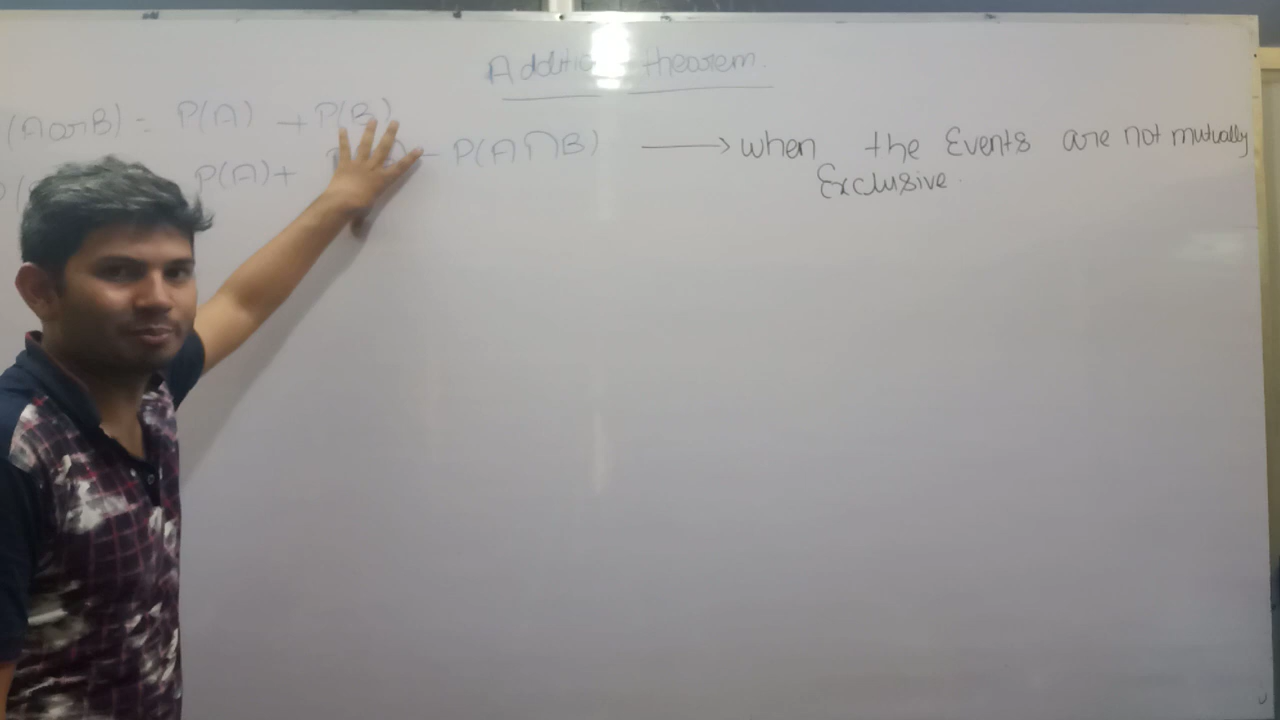 Addition theorem.
(A or B) = P(A) + P(B)
P(A) + - P(A∩B) → when the Events are not mutually
Exclusive.